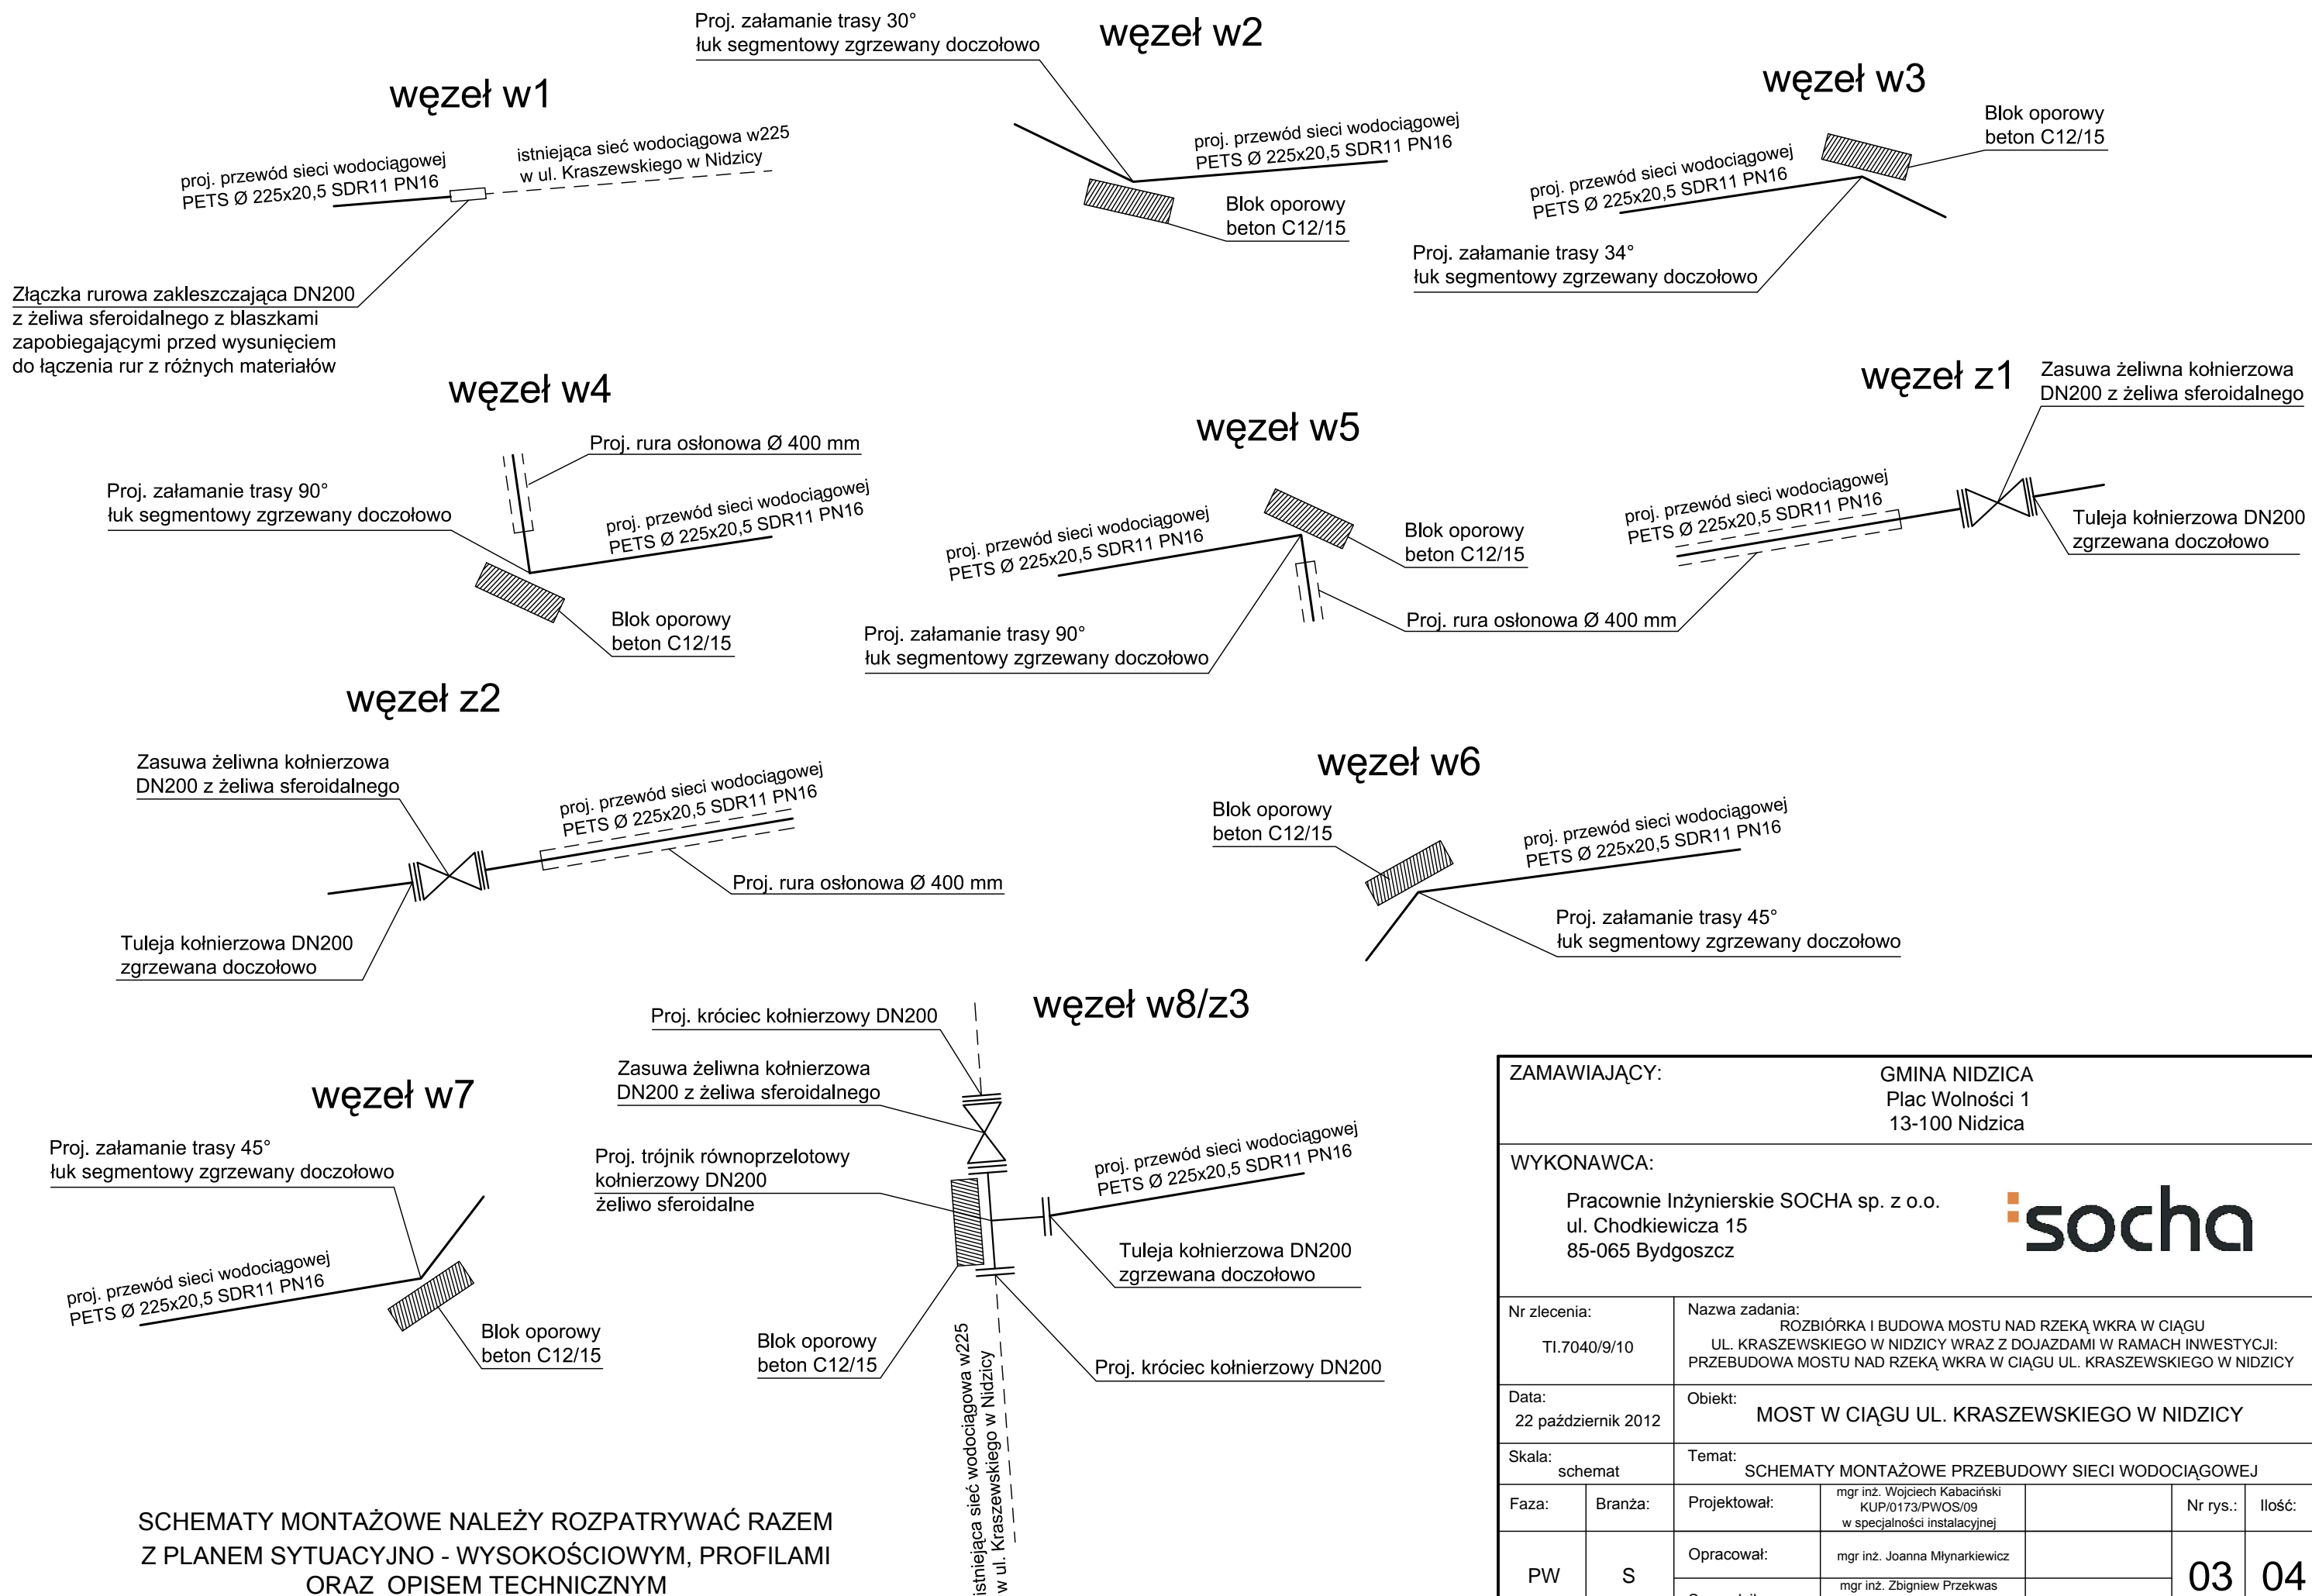 Proj. załamanie trasy 30°
łuk segmentowy zgrzewany doczołowo
węzeł w2
proj. przewód sieci wodociągowej
PETS Ø 225x20,5 SDR11 PN16
Blok oporowy
beton C12/15
węzeł w1
proj. przewód sieci wodociągowej
PETS Ø 225x20,5 SDR11 PN16
istniejąca sieć wodociągowa w225
w ul. Kraszewskiego w Nidzicy
Złączka rurowa zakleszczająca DN200
z żeliwa sferoidalnego z blaszkami
zapobiegającymi przed wysunięciem
do łączenia rur z różnych materiałów
węzeł w3
Blok oporowy
beton C12/15
proj. przewód sieci wodociągowej
PETS Ø 225x20,5 SDR11 PN16
Proj. załamanie trasy 34°
łuk segmentowy zgrzewany doczołowo
węzeł w4
Proj. rura osłonowa Ø 400 mm
Proj. załamanie trasy 90°
łuk segmentowy zgrzewany doczołowo
proj. przewód sieci wodociągowej
PETS Ø 225x20,5 SDR11 PN16
Blok oporowy
beton C12/15
węzeł w5
proj. przewód sieci wodociągowej
PETS Ø 225x20,5 SDR11 PN16
Blok oporowy
beton C12/15
Proj. załamanie trasy 90°
łuk segmentowy zgrzewany doczołowo
Proj. rura osłonowa Ø 400 mm
węzeł z1
Zasuwa żeliwna kołnierzowa
DN200 z żeliwa sferoidalnego
proj. przewód sieci wodociągowej
PETS Ø 225x20,5 SDR11 PN16
Tuleja kołnierzowa DN200
zgrzewana doczołowo
węzeł z2
Zasuwa żeliwna kołnierzowa
DN200 z żeliwa sferoidalnego
proj. przewód sieci wodociągowej
PETS Ø 225x20,5 SDR11 PN16
Proj. rura osłonowa Ø 400 mm
Tuleja kołnierzowa DN200
zgrzewana doczołowo
węzeł w6
Blok oporowy
beton C12/15
proj. przewód sieci wodociągowej
PETS Ø 225x20,5 SDR11 PN16
Proj. załamanie trasy 45°
łuk segmentowy zgrzewany doczołowo
węzeł w7
Proj. załamanie trasy 45°
łuk segmentowy zgrzewany doczołowo
proj. przewód sieci wodociągowej
PETS Ø 225x20,5 SDR11 PN16
Blok oporowy
beton C12/15
węzeł w8/z3
Proj. króciec kołnierzowy DN200
Zasuwa żeliwna kołnierzowa
DN200 z żeliwa sferoidalnego
Proj. trójnik równoprzelotowy
kołnierzowy DN200
żeliwo sferoidalne
proj. przewód sieci wodociągowej
PETS Ø 225x20,5 SDR11 PN16
Tuleja kołnierzowa DN200
zgrzewana doczołowo
Blok oporowy
beton C12/15
Proj. króciec kołnierzowy DN200
istniejąca sieć wodociągowa w225
w ul. Kraszewskiego w Nidzicy
SCHEMATY MONTAŻOWE NALEŻY ROZPATRYWAĆ RAZEM
Z PLANEM SYTUACYJNO - WYSOKOŚCIOWYM, PROFILAMI
ORAZ OPISEM TECHNICZNYM
ZAMAWIAJĄCY:
GMINA NIDZICA
Plac Wolności 1
13-100 Nidzica
WYKONAWCA:
Pracownie Inżynierskie SOCHA sp. z o.o.
ul. Chodkiewicza 15
85-065 Bydgoszcz
socha
Nr zlecenia:
TI.7040/9/10
Nazwa zadania:
ROZBIÓRKA I BUDOWA MOSTU NAD RZEKĄ WKRA W CIĄGU
UL. KRASZEWSKIEGO W NIDZICY WRAZ Z DOJAZDAMI W RAMACH INWESTYCJI:
PRZEBUDOWA MOSTU NAD RZEKĄ WKRA W CIĄGU UL. KRASZEWSKIEGO W NIDZICY
Data:
22 październik 2012
Obiekt:
MOST W CIĄGU UL. KRASZEWSKIEGO W NIDZICY
Skala:
schemat
Temat:
SCHEMATY MONTAŻOWE PRZEBUDOWY SIECI WODOCIĄGOWEJ
Faza:
Branża:
Projektował:
mgr inż. Wojciech Kabaciński
KUP/0173/PWOS/09
w specjalności instalacyjnej
Nr rys.:
Ilość:
PW
S
Opracował:
mgr inż. Joanna Młynarkiewicz
03
04
mgr inż. Zbigniew Przekwas